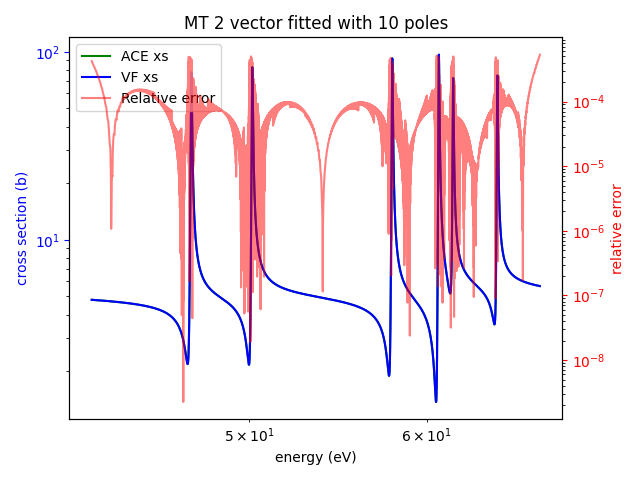 MT 2 vector fitted with 10 poles
ACE xs
VF xs
Relative error
cross section (b)
10²
10¹
relative error
10⁻⁴
10⁻⁵
10⁻⁶
10⁻⁷
10⁻⁸
5 × 10¹
6 × 10¹
energy (eV)